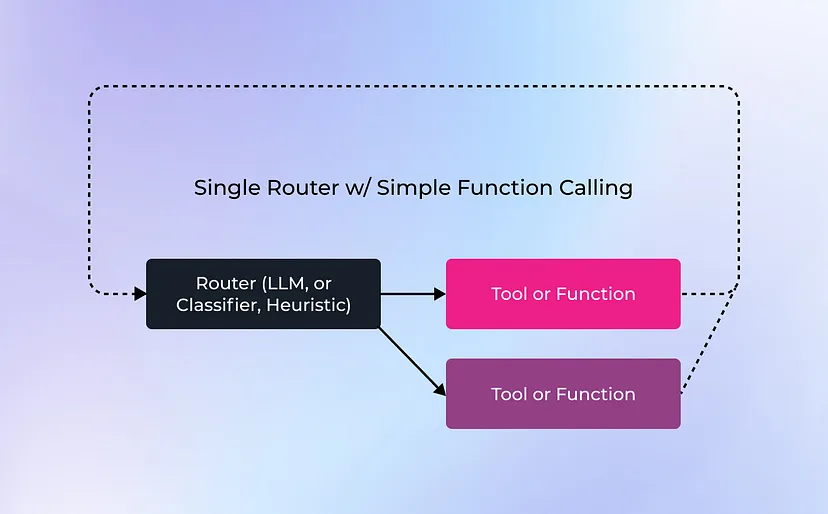 Single Router w/ Simple Function Calling
Router (LLM, or
Classifier, Heuristic)
Tool or Function
Tool or Function